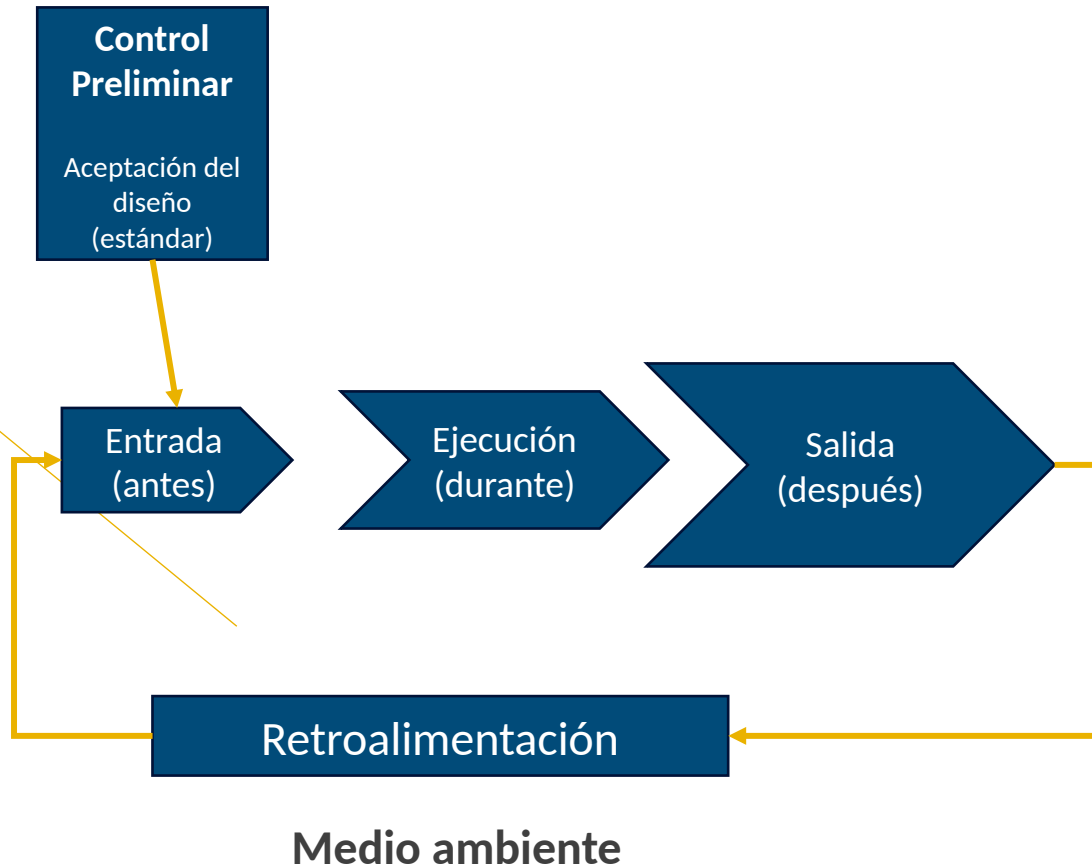 Control
Preliminar
Aceptación del
diseño
(estándar)
Entrada
(antes)
Ejecución
(durante)
Salida
(después)
Retroalimentación
Medio ambiente